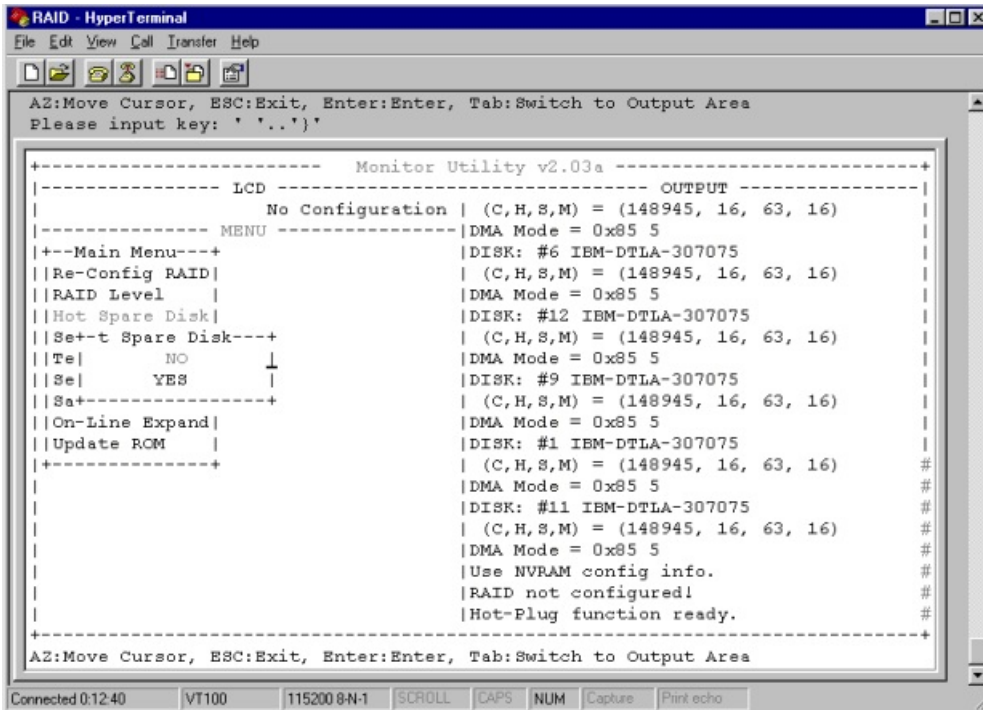 RAID - HyperTerminal
File Edit View Call Transfer Help
AZ:Move Cursor, ESC:Exit, Enter:Enter, Tab:Switch to Output Area
Please input key: ' '..'}'
+-------------------------- Monitor Utility v2.03a ----------------------------+
|---------------- LCD --------------------------------- OUTPUT ----------------|
| No Configuration | (C,H,S,M) = (148945, 16, 63, 16) |
|---------------- MENU ----------------|DMA Mode = 0x85 5 |
|+--Main Menu---+ |DISK: #6 IBM-DTLA-307075 |
||Re-Config RAID| | (C,H,S,M) = (148945, 16, 63, 16) |
||RAID Level | |DMA Mode = 0x85 5 |
||Hot Spare Disk| |DISK: #12 IBM-DTLA-307075 |
||Se+-t Spare Disk---+ | (C,H,S,M) = (148945, 16, 63, 16) |
||Te| NO | |DMA Mode = 0x85 5 |
||Se| YES | |DISK: #9 IBM-DTLA-307075 |
||Sa+----------------+ | (C,H,S,M) = (148945, 16, 63, 16) |
||On-Line Expand| |DMA Mode = 0x85 5 |
||Update ROM | |DISK: #1 IBM-DTLA-307075 |
|+--------------+ | (C,H,S,M) = (148945, 16, 63, 16) #
| |DMA Mode = 0x85 5 #
| |DISK: #11 IBM-DTLA-307075 #
| | (C,H,S,M) = (148945, 16, 63, 16) #
| |DMA Mode = 0x85 5 #
| |Use NVRAM config info. #
| |RAID not configured! #
| |Hot-Plug function ready. #
+------------------------------------------------------------------------------+
AZ:Move Cursor, ESC:Exit, Enter:Enter, Tab:Switch to Output Area
Connected 0:12:40 VT100 115200 8-N-1 SCROLL CAPS NUM Capture Print echo